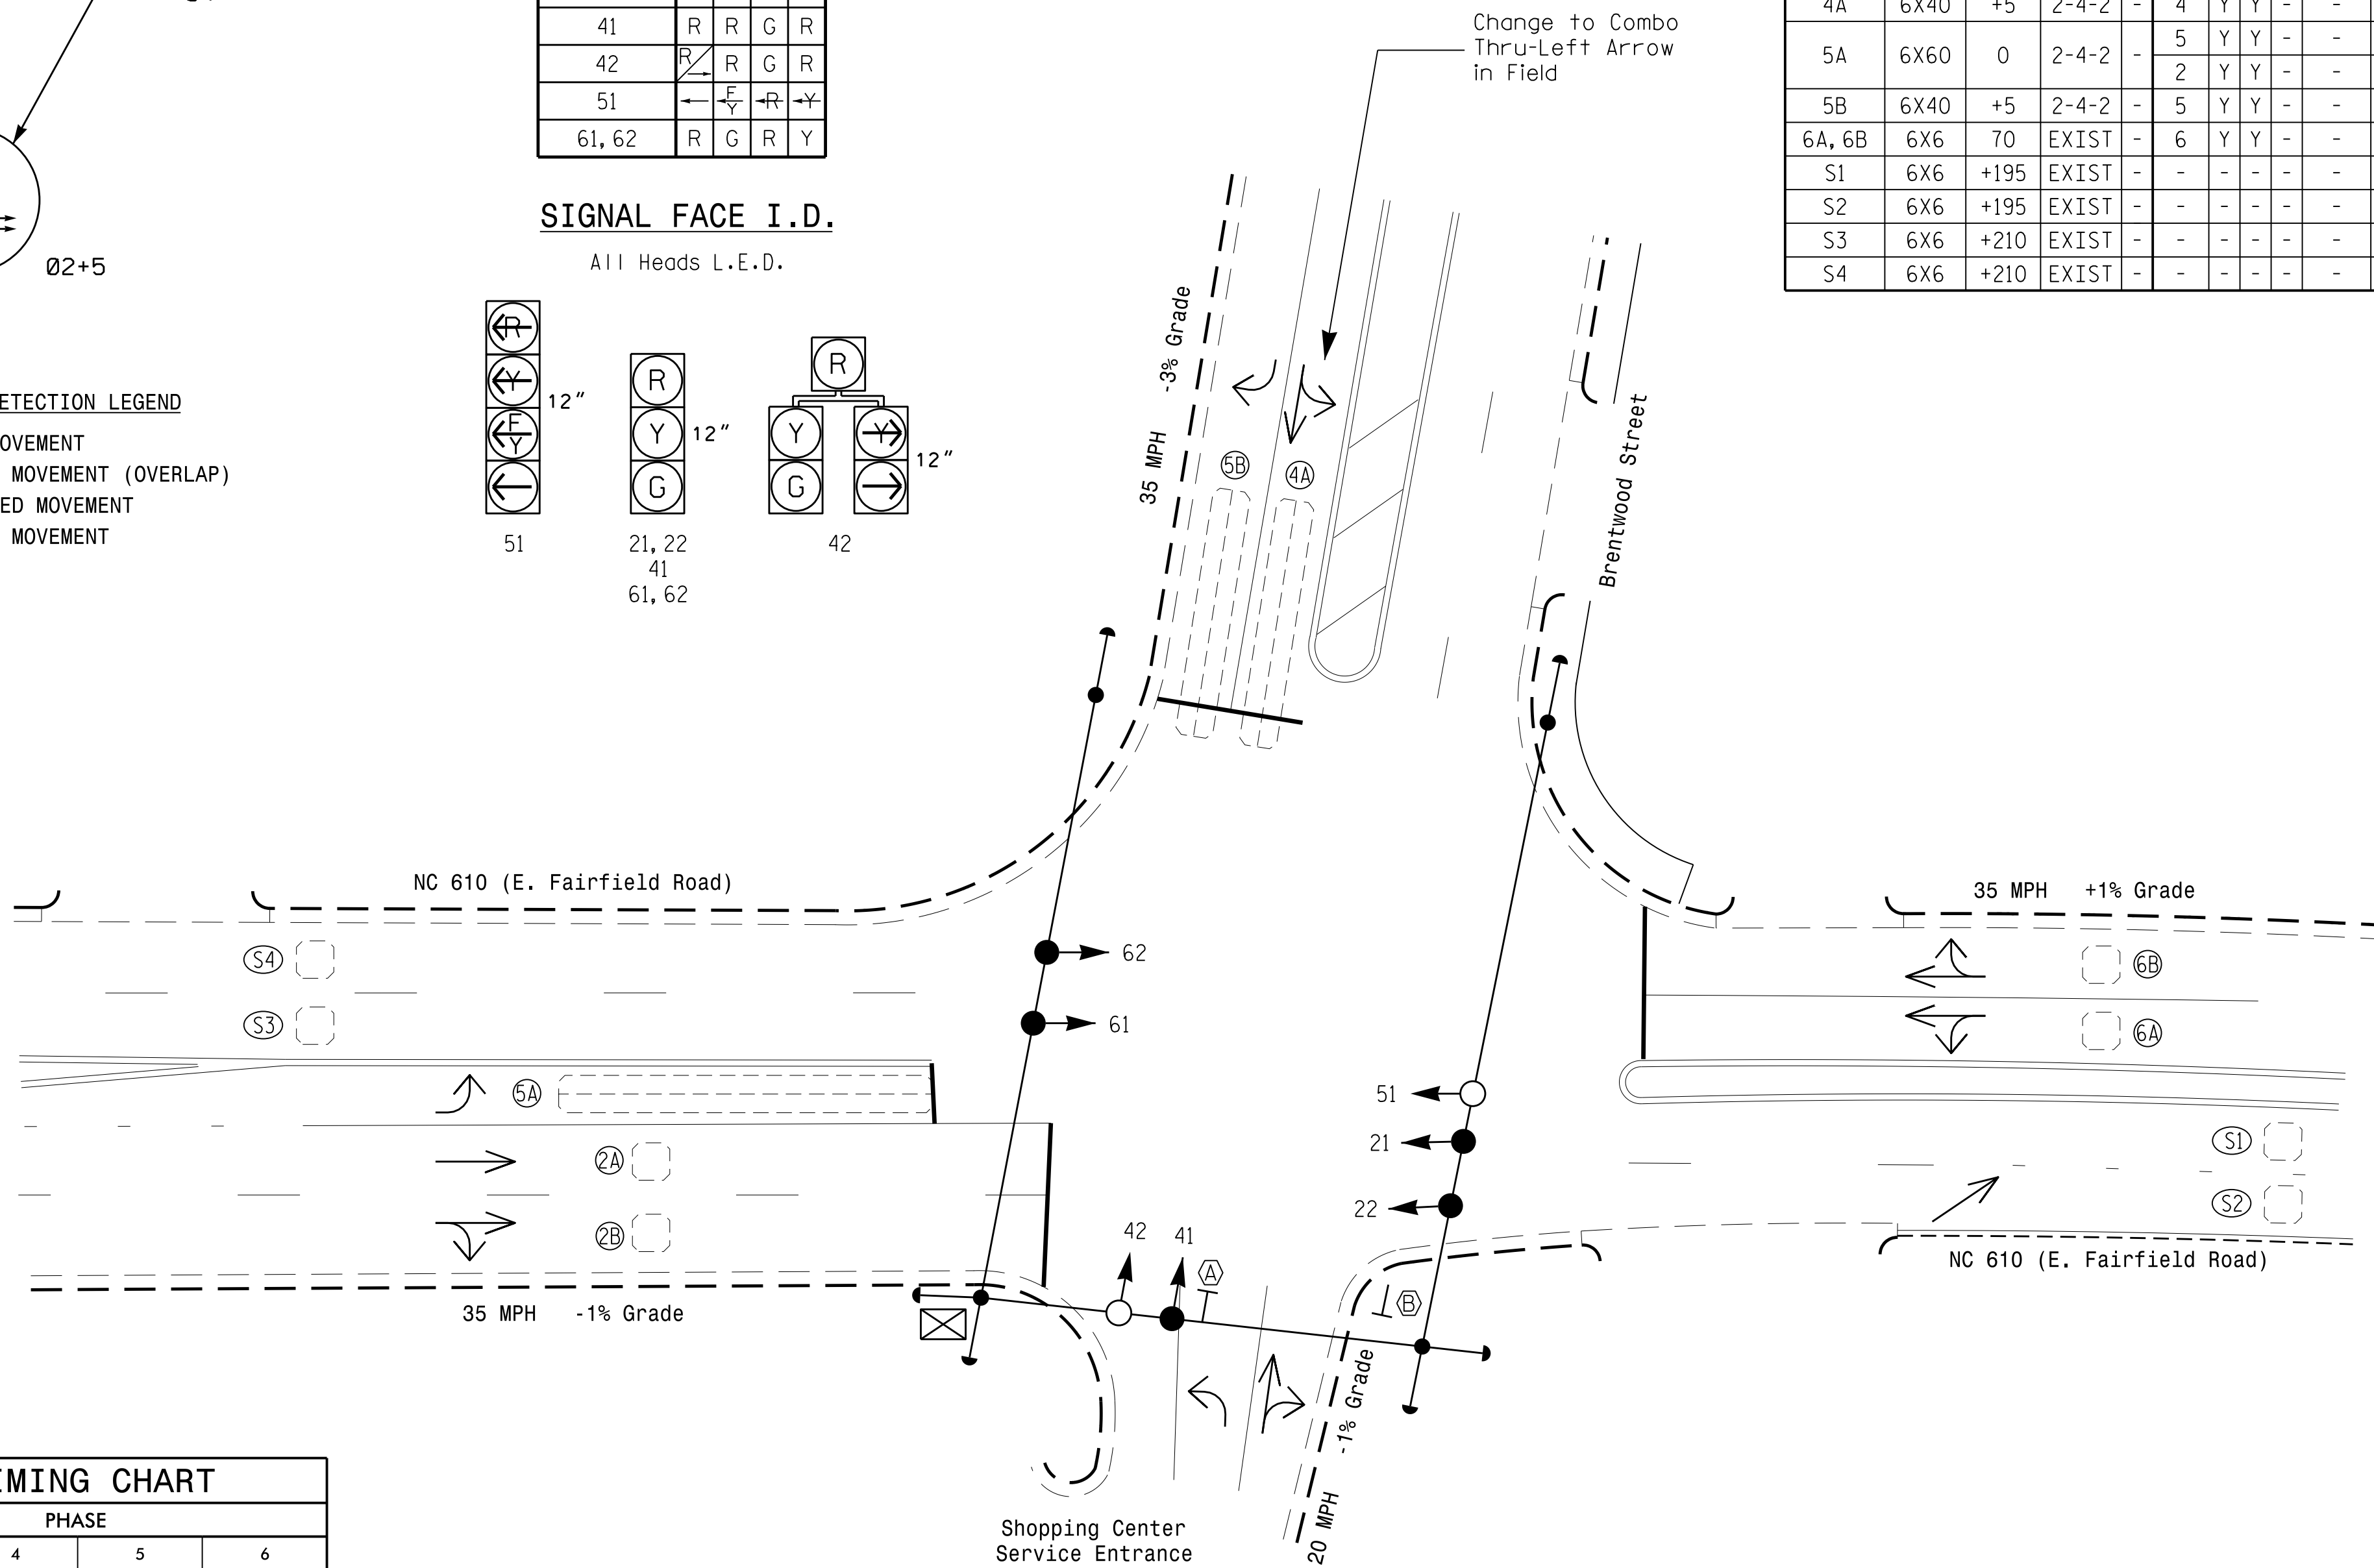 41 R R G R
42 R R G R
51 F Y R Y
61, 62 R G R Y
SIGNAL FACE I.D.
All Heads L.E.D.
R
Y
F
Y
12"
51
R
Y
G
12"
21, 22
41
61, 62
R
Y Y
G
12"
42
Ø2+5
ETECTION LEGEND
OVEMENT
MOVEMENT (OVERLAP)
ED MOVEMENT
MOVEMENT
Change to Combo
Thru-Left Arrow
in Field
4A 6X40 +5 2-4-2 - 4 Y Y - -
5A 6X60 0 2-4-2 - 5 Y Y - -
2 Y Y - -
5B 6X40 +5 2-4-2 - 5 Y Y - -
6A, 6B 6X6 70 EXIST - 6 Y Y - -
S1 6X6 +195 EXIST - - - - - -
S2 6X6 +195 EXIST - - - - - -
S3 6X6 +210 EXIST - - - - - -
S4 6X6 +210 EXIST - - - - - -
35 MPH -3% Grade
5B
4A
Brentwood Street
NC 610 (E. Fairfield Road)
35 MPH +1% Grade
S4
S3
62
61
6B
6A
5A
51
2A
21
S1
2B
22
S2
42
41
A
B
NC 610 (E. Fairfield Road)
35 MPH -1% Grade
20 MPH -1% Grade
Shopping Center
Service Entrance
IMING CHART
PHASE
4 5 6